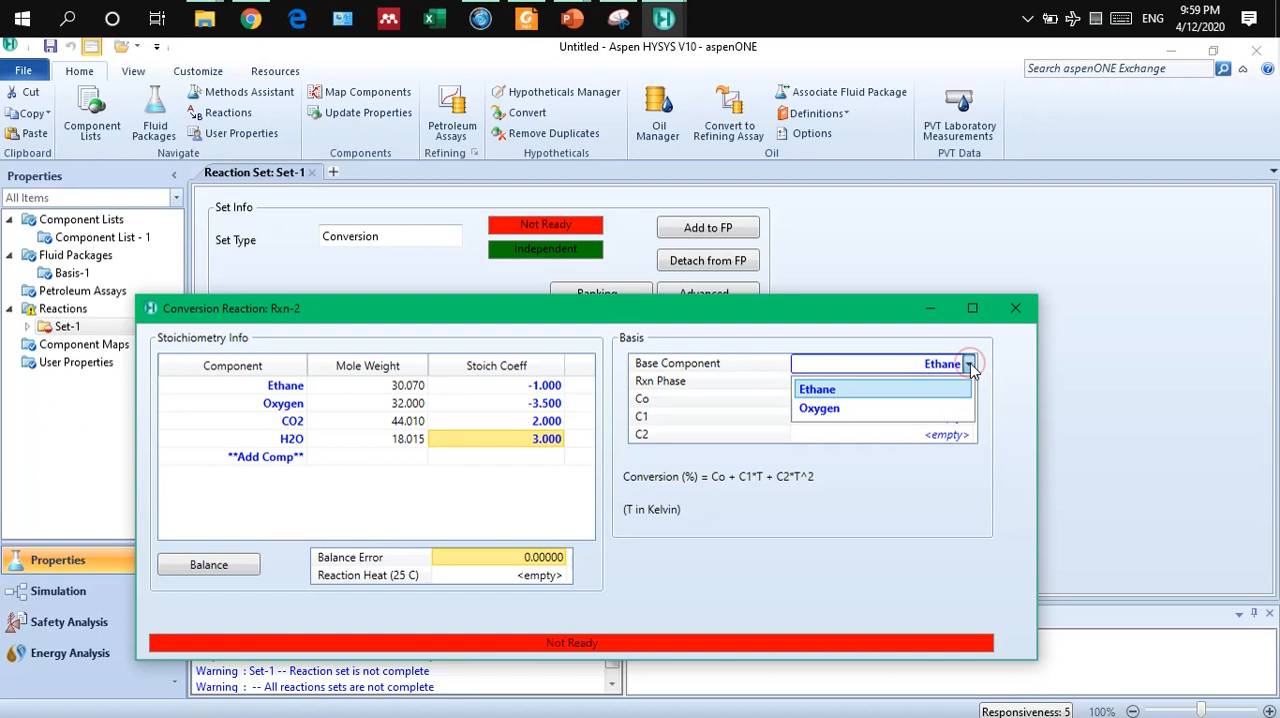 ENG
9:59 PM
4/12/2020
Untitled - Aspen HYSYS V10 - aspenONE
File
Home
View
Customize
Resources
Search aspenONE Exchange
Cut
Copy
Paste
Clipboard
Component
Lists
Fluid
Packages
Methods Assistant
Reactions
User Properties
Navigate
Map Components
Update Properties
Components
Petroleum
Assays
Refining
Hypotheticals Manager
Convert
Remove Duplicates
Hypotheticals
Oil
Manager
Convert to
Refining Assay
Associate Fluid Package
Definitions
Options
Oil
PVT Laboratory
Measurements
PVT Data
Properties
All Items
Component Lists
Component List - 1
Fluid Packages
Basis-1
Petroleum Assays
Reactions
Set-1
Component Maps
User Properties
Properties
Simulation
Safety Analysis
Energy Analysis
Reaction Set: Set-1
Set Info
Set Type
Conversion
Not Ready
Independent
Add to FP
Detach from FP
Ranking...
Advanced...
Conversion Reaction: Rxn-2
Stoichiometry Info
Component Mole Weight Stoich Coeff
Ethane 30.070 -1.000
Oxygen 32.000 -3.500
CO2 44.010 2.000
H2O 18.015 3.000
**Add Comp**
Balance
Balance Error 0.00000
Reaction Heat (25 C) <empty>
Basis
Base Component Ethane
Rxn Phase
Co
C1
C2 <empty>
Ethane
Oxygen
Conversion (%) = Co + C1*T + C2*T^2
(T in Kelvin)
Not Ready
Warning : Set-1 -- Reaction set is not complete
Warning : -- All reactions sets are not complete
Responsiveness: 5
100%